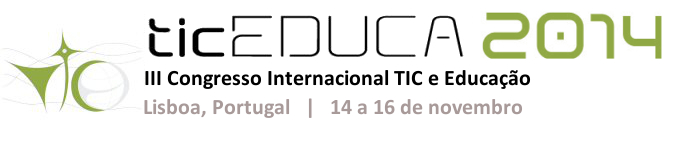 ticEDUCA 2014
III Congresso Internacional TIC e Educação
Lisboa, Portugal | 14 a 16 de novembro